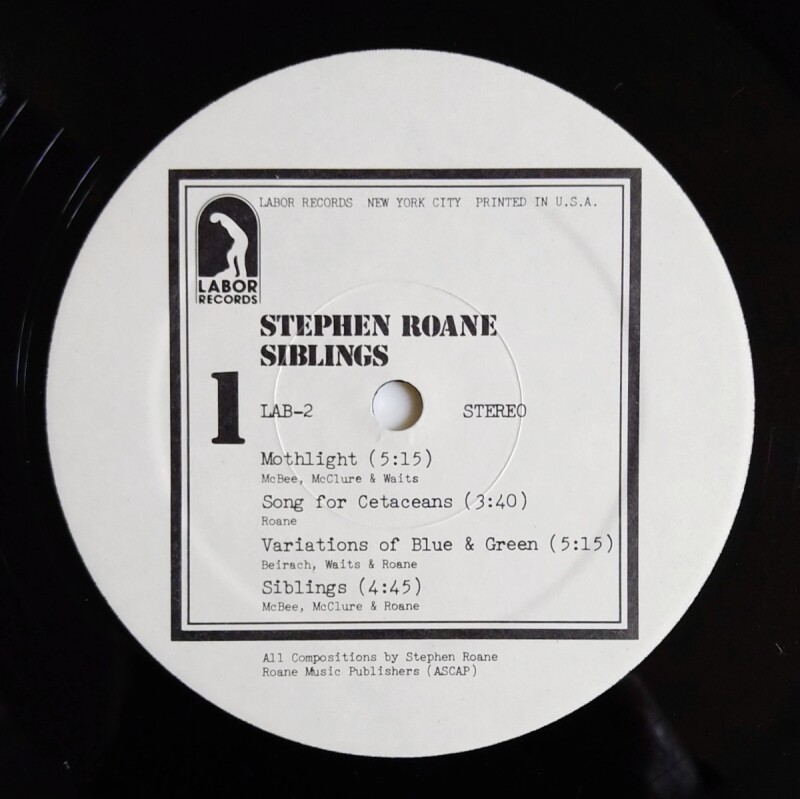 LABOR RECORDS NEW YORK CITY PRINTED IN U.S.A.
LABOR
RECORDS
STEPHEN ROANE
SIBLINGS
1
LAB-2 STEREO
Mothlight (5:15)
McBee, McClure & Waits
Song for Cetaceans (3:40)
Roane
Variations of Blue & Green (5:15)
Beirach, Waits & Roane
Siblings (4:45)
McBee, McClure & Roane
All Compositions by Stephen Roane
Roane Music Publishers (ASCAP)